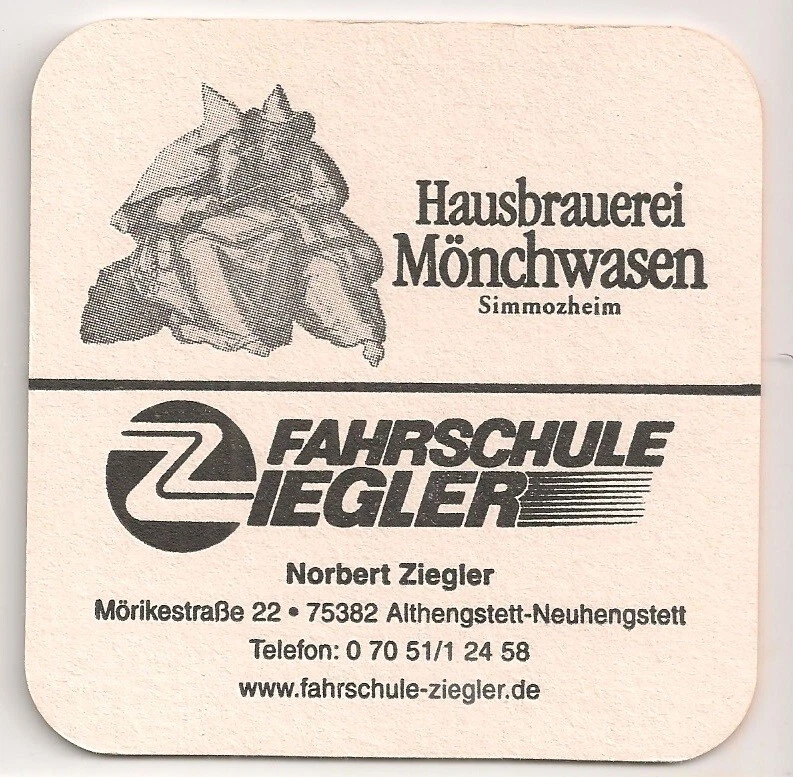 Hausbrauerei
Mönchwasen
Simmozheim
FAHRSCHULE
ZIEGLER
Norbert Ziegler
Mörikestraße 22 • 75382 Althengstett-Neuhengstett
Telefon: 0 70 51/1 24 58
www.fahrschule-ziegler.de